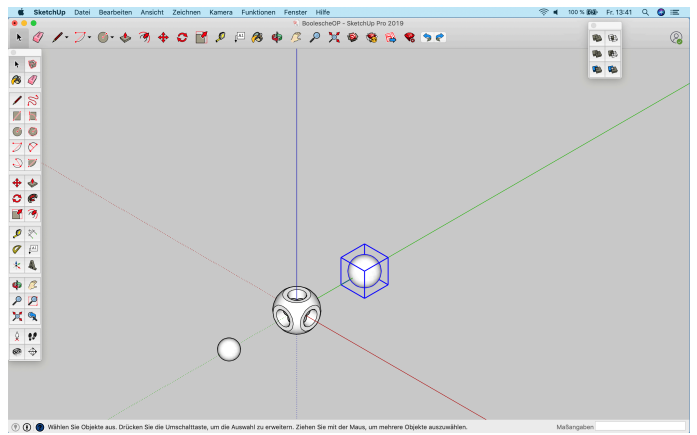 SketchUp Datei Bearbeiten Ansicht Zeichnen Kamera Funktionen Fenster Hilfe 100 % Fr. 13:41
BoolescheOP - SketchUp Pro 2019
Wählen Sie Objekte aus. Drücken Sie die Umschalttaste, um die Auswahl zu erweitern. Ziehen Sie mit der Maus, um mehrere Objekte auszuwählen. Maßangaben